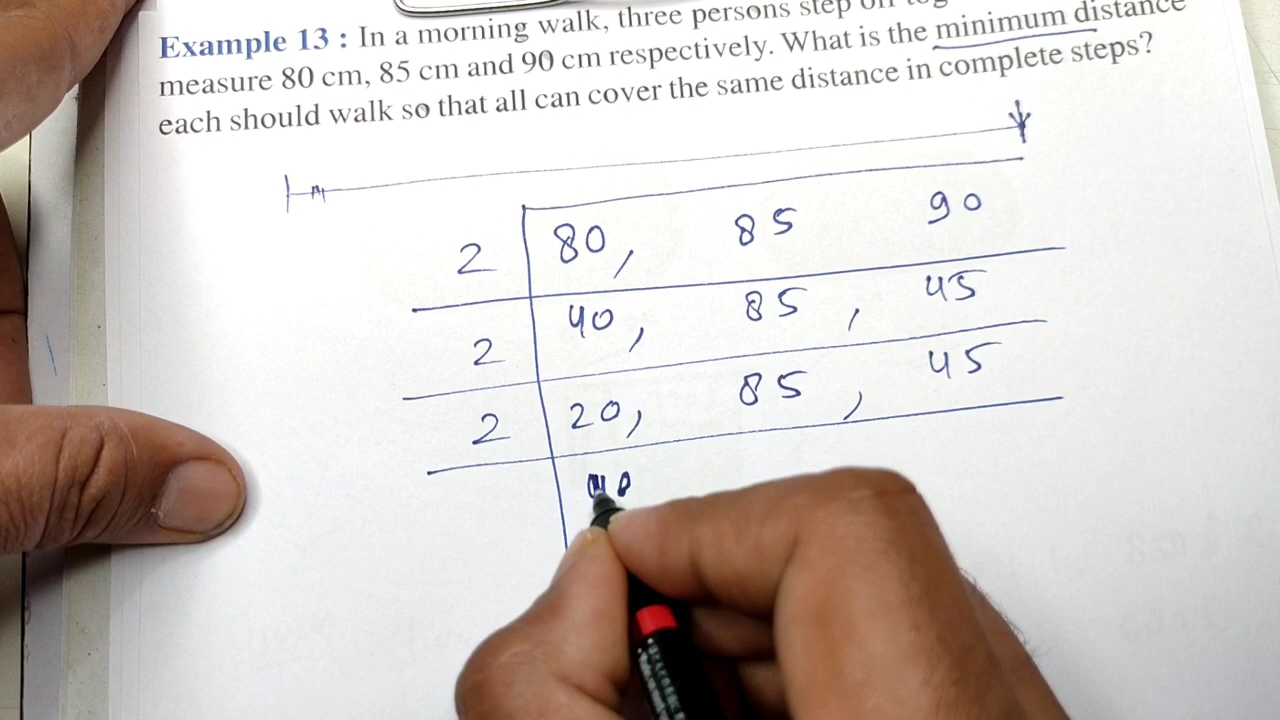 Example 13 : In a morning walk, three persons step
measure 80 cm, 85 cm and 90 cm respectively. What is the minimum distance
each should walk so that all can cover the same distance in complete steps?
2 80, 85 90
2 40, 85, 45
2 20, 85, 45